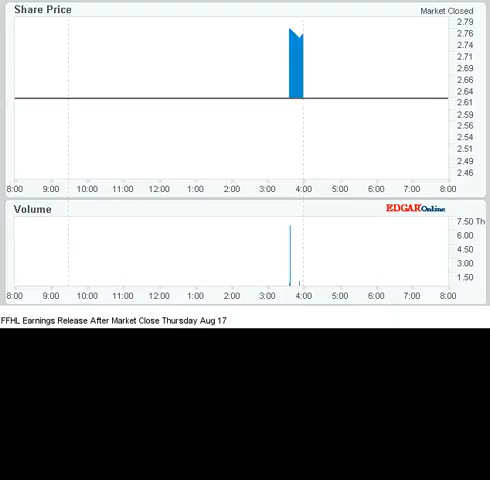 Share Price
Market Closed
2.79
2.76
2.74
2.71
2.69
2.66
2.64
2.61
2.59
2.56
2.54
2.51
2.49
2.46
8:00 9:00 10:00 11:00 12:00 1:00 2:00 3:00 4:00 5:00 6:00 7:00 8:00
Volume
EDGAROnline
7.50 Th
6.00
4.50
3.00
1.50
8:00 9:00 10:00 11:00 12:00 1:00 2:00 3:00 4:00 5:00 6:00 7:00 8:00
FFHL Earnings Release After Market Close Thursday Aug 17